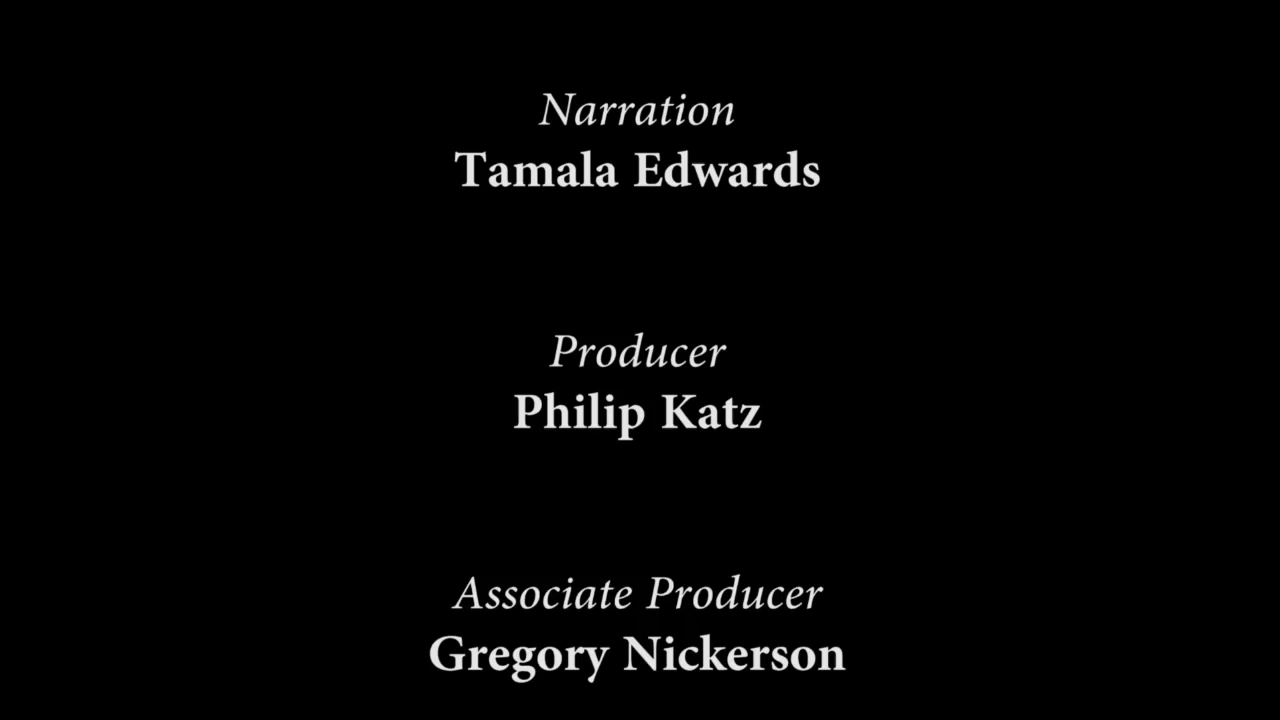 Narration
Tamala Edwards
Producer
Philip Katz
Associate Producer
Gregory Nickerson